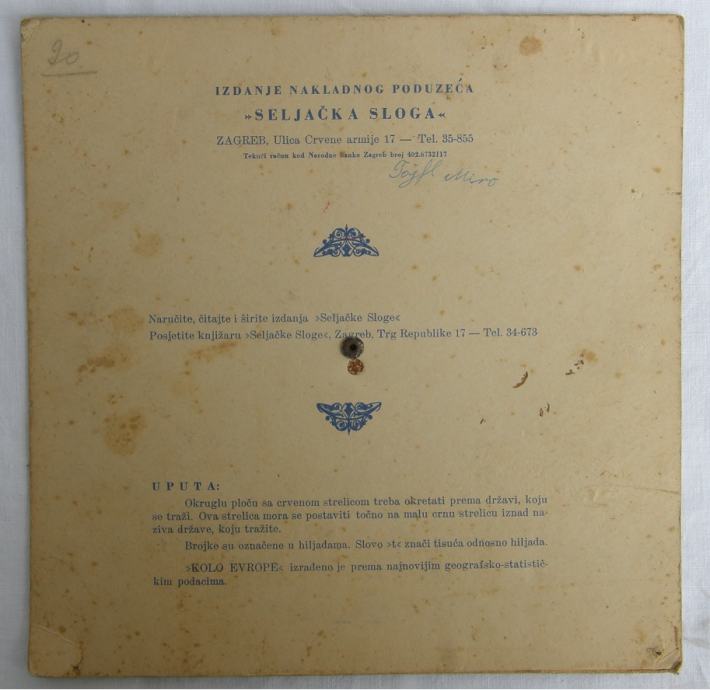 20
IZDANJE NAKLADNOG PODUZEĆA
»SELJAČKA SLOGA«
ZAGREB, Ulica Crvene armije 17 — Tel. 35-855
Tekući račun kod Narodne banke Zagreb broj 402.8732117
Miro
Naručite, čitajte i širite izdanja »Seljačke Sloge«
Posjetite knjižaru »Seljačke Sloge«, Zagreb, Trg Republike 17 — Tel. 34-673
UPUTA:
Okruglu ploču sa crvenom strelicom treba okretati prema državi, koju
se traži. Ova strelica mora se postaviti točno na malu crnu strelicu iznad na-
ziva države, koju tražite.
Brojke su označene u hiljadama. Slovo »t« znači tisuća odnosno hiljada.
»KOLO EVROPE« izrađeno je prema najnovijim geografsko-statistič-
kim podacima.